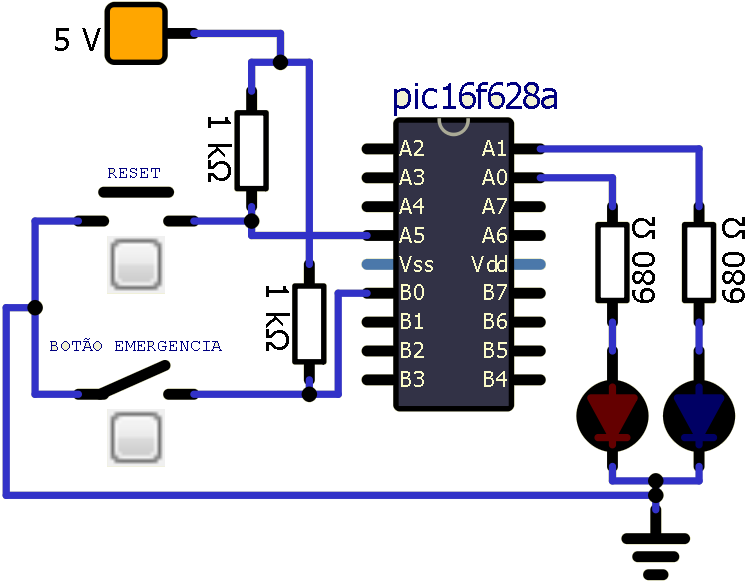 5 V
pic16f628a
1 kΩ
RESET
1 kΩ
BOTÃO EMERGENCIA
A2 A1
A3 A0
A4 A7
A5 A6
Vss Vdd
B0 B7
B1 B6
B2 B5
B3 B4
680 Ω
680 Ω